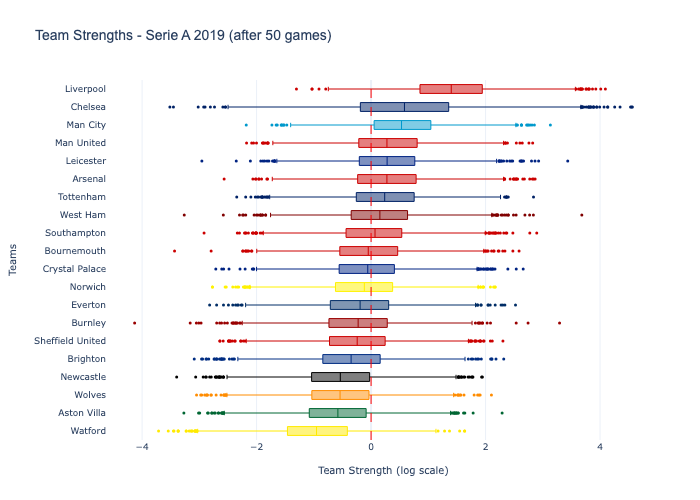 Team Strengths - Serie A 2019 (after 50 games)
Liverpool
Chelsea
Man City
Man United
Leicester
Arsenal
Tottenham
West Ham
Southampton
Bournemouth
Crystal Palace
Norwich
Everton
Burnley
Sheffield United
Brighton
Newcastle
Wolves
Aston Villa
Watford
Teams
−4 −2 0 2 4
Team Strength (log scale)